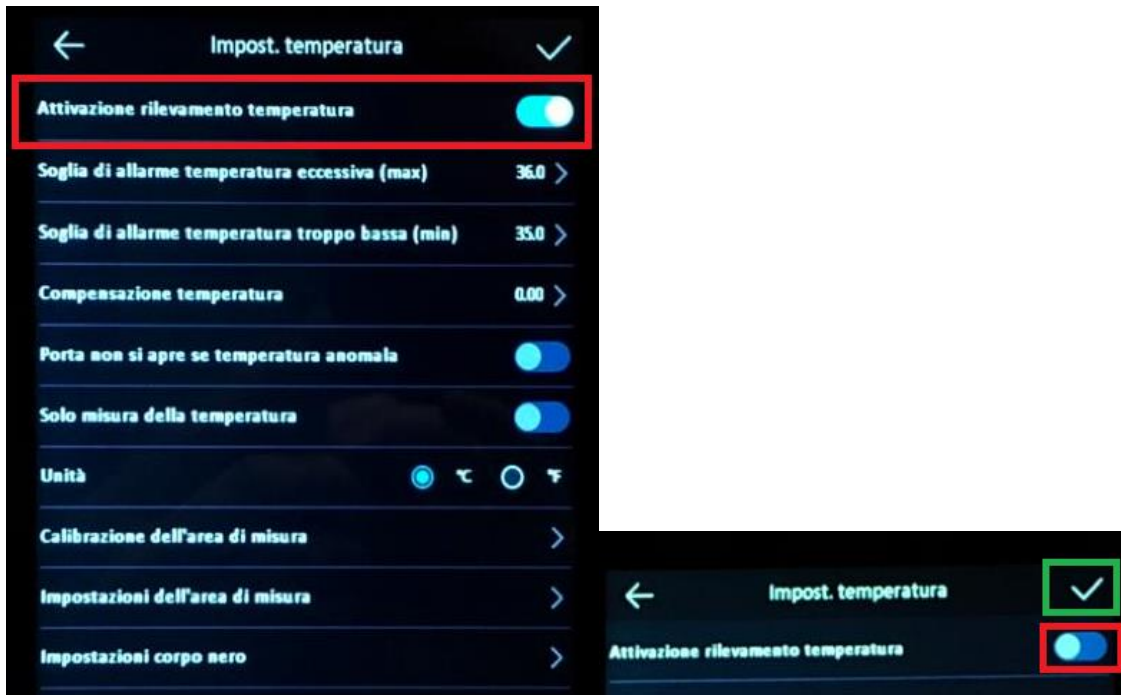 Impost. temperatura
Attivazione rilevamento temperatura
Soglia di allarme temperatura eccessiva (max) 36.0
Soglia di allarme temperatura troppo bassa (min) 35.0
Compensazione temperatura 0.00
Porta non si apre se temperatura anomala
Solo misura della temperatura
Unità °C °F
Calibrazione dell'area di misura
Impostazioni dell'area di misura
Impostazioni corpo nero
Impost. temperatura
Attivazione rilevamento temperatura